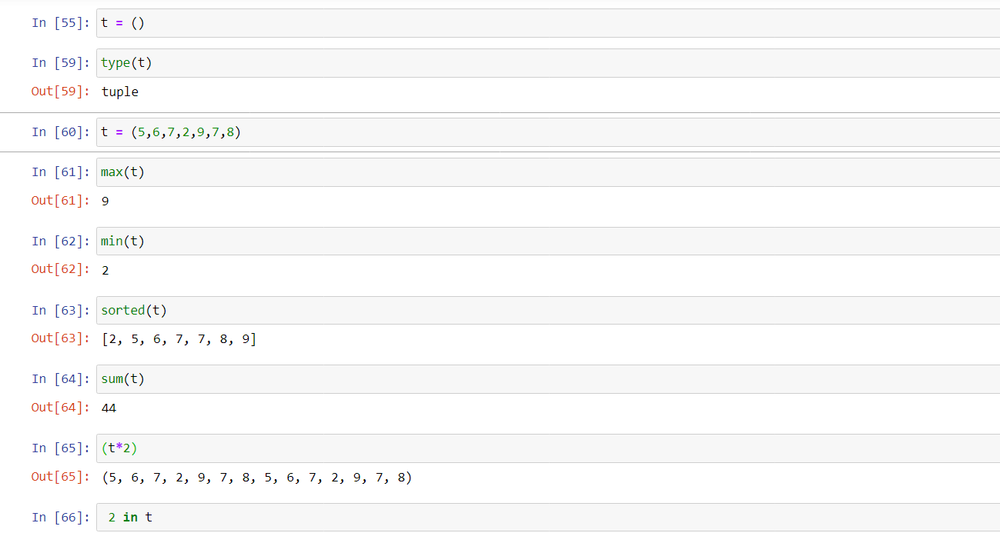 In [55]: t = ()
In [59]: type(t)
Out[59]: tuple
In [60]: t = (5,6,7,2,9,7,8)
In [61]: max(t)
Out[61]: 9
In [62]: min(t)
Out[62]: 2
In [63]: sorted(t)
Out[63]: [2, 5, 6, 7, 7, 8, 9]
In [64]: sum(t)
Out[64]: 44
In [65]: (t*2)
Out[65]: (5, 6, 7, 2, 9, 7, 8, 5, 6, 7, 2, 9, 7, 8)
In [66]: 2 in t